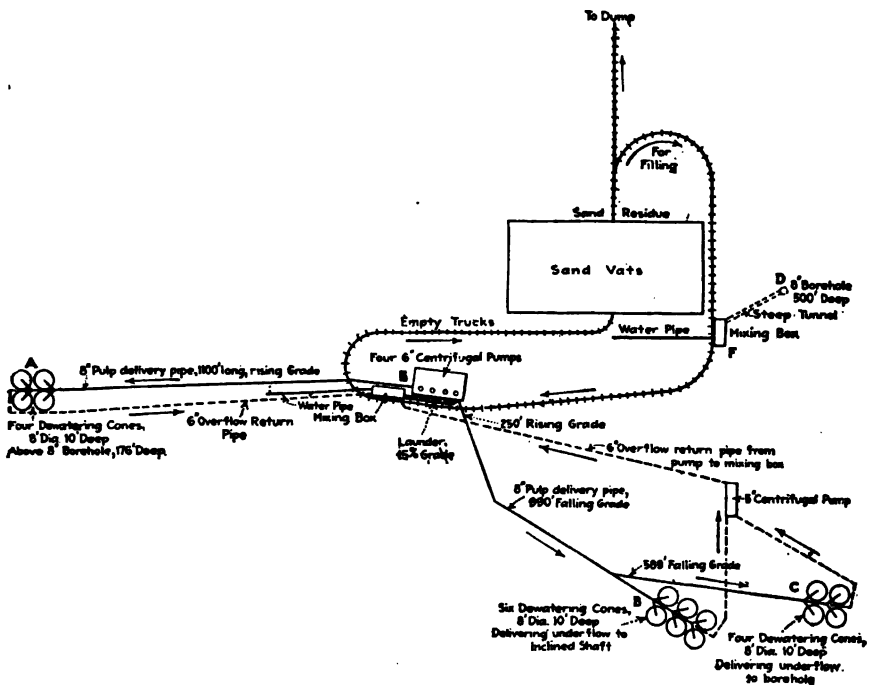 To Dump
For
Filling
Sand Residue
Sand Vats
D
8" Borehole
500' Deep
Steep Tunnel
Water Pipe
Mixing Box
F
Empty Trucks
Four 6" Centrifugal Pumps
E
A
8" Pulp delivery pipe, 1100' long, rising Grade
Water Pipe
Mixing Box
6" Overflow Return
Pipe
Four Dewatering Cones,
8' Dia. 10' Deep
Above 8" Borehole, 176' Deep.
Launder,
15% Grade
250' Rising Grade
6" Overflow return pipe from
pump to mixing box
8" Pulp delivery pipe,
990' Falling Grade
Centrifugal Pump
589' Falling Grade
B
Six Dewatering Cones,
8' Dia. 10' Deep
Delivering underflow to
Inclined Shaft
C
Four Dewatering Cones,
8' Dia. 10' Deep
Delivering underflow
to borehole